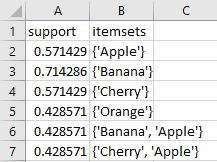 A B C
1 support itemsets
2 0.571429 {'Apple'}
3 0.714286 {'Banana'}
4 0.571429 {'Cherry'}
5 0.428571 {'Orange'}
6 0.428571 {'Banana', 'Apple'}
7 0.428571 {'Cherry', 'Apple'}